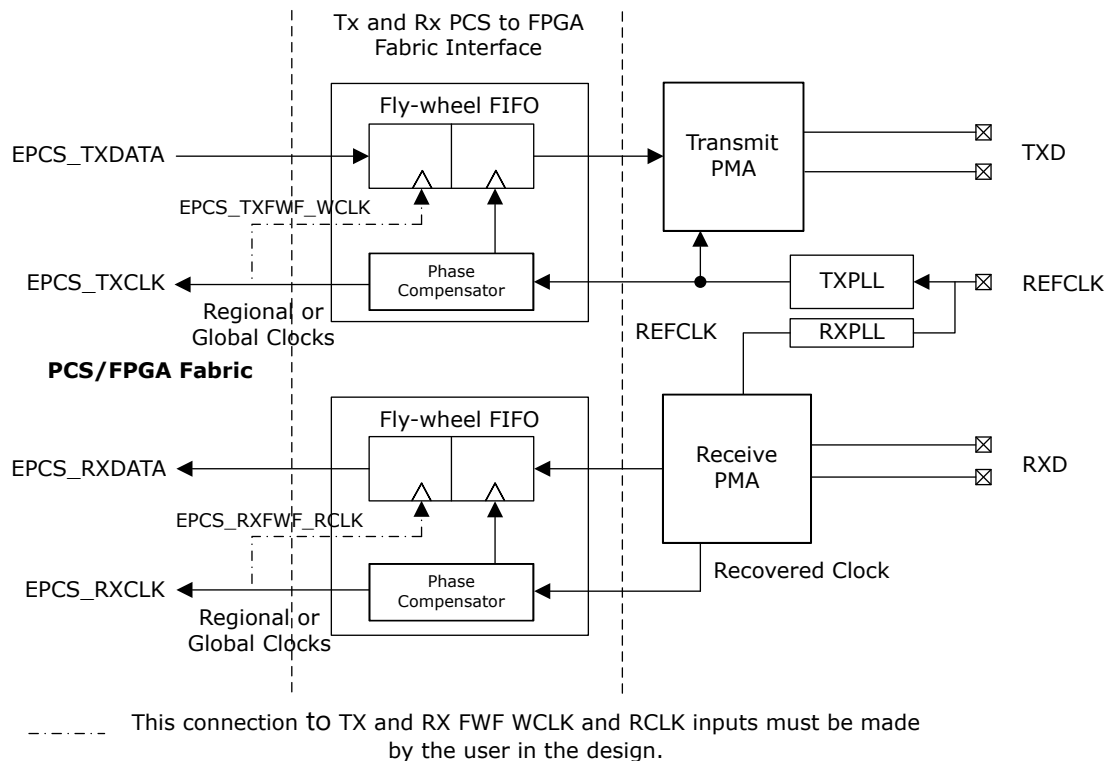 Tx and Rx PCS to FPGA
Fabric Interface
Fly-wheel FIFO
EPCS_TXDATA
Transmit
PMA
TXD
EPCS_TXFWF_WCLK
EPCS_TXCLK
Phase
Compensator
TXPLL
REFCLK
Regional or
Global Clocks
REFCLK
RXPLL
PCS/FPGA Fabric
Fly-wheel FIFO
EPCS_RXDATA
Receive
PMA
RXD
EPCS_RXFWF_RCLK
EPCS_RXCLK
Phase
Compensator
Recovered Clock
Regional or
Global Clocks
This connection to TX and RX FWF WCLK and RCLK inputs must be made
by the user in the design.